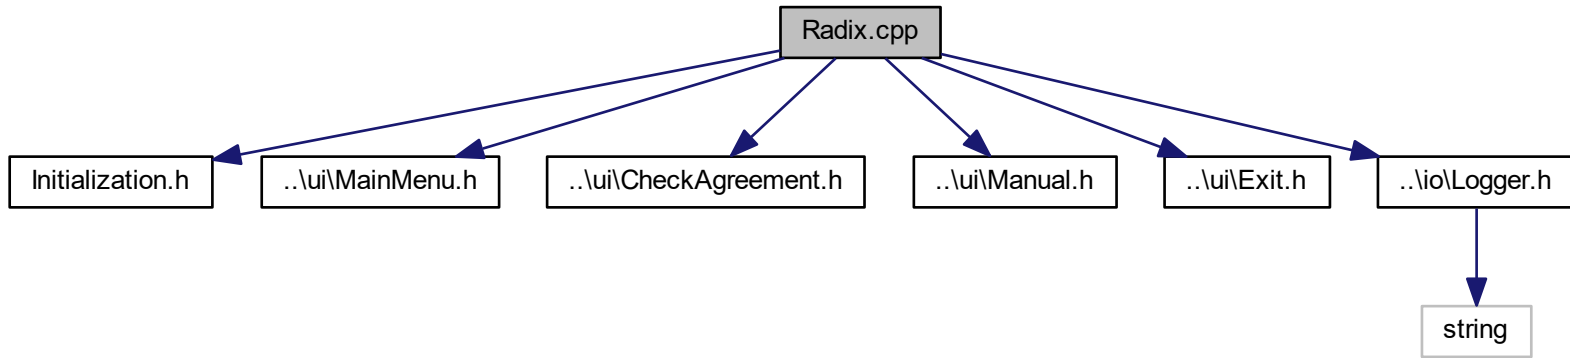 Radix.cpp
Initialization.h
..\ui\MainMenu.h
..\ui\CheckAgreement.h
..\ui\Manual.h
..\ui\Exit.h
..\io\Logger.h
string